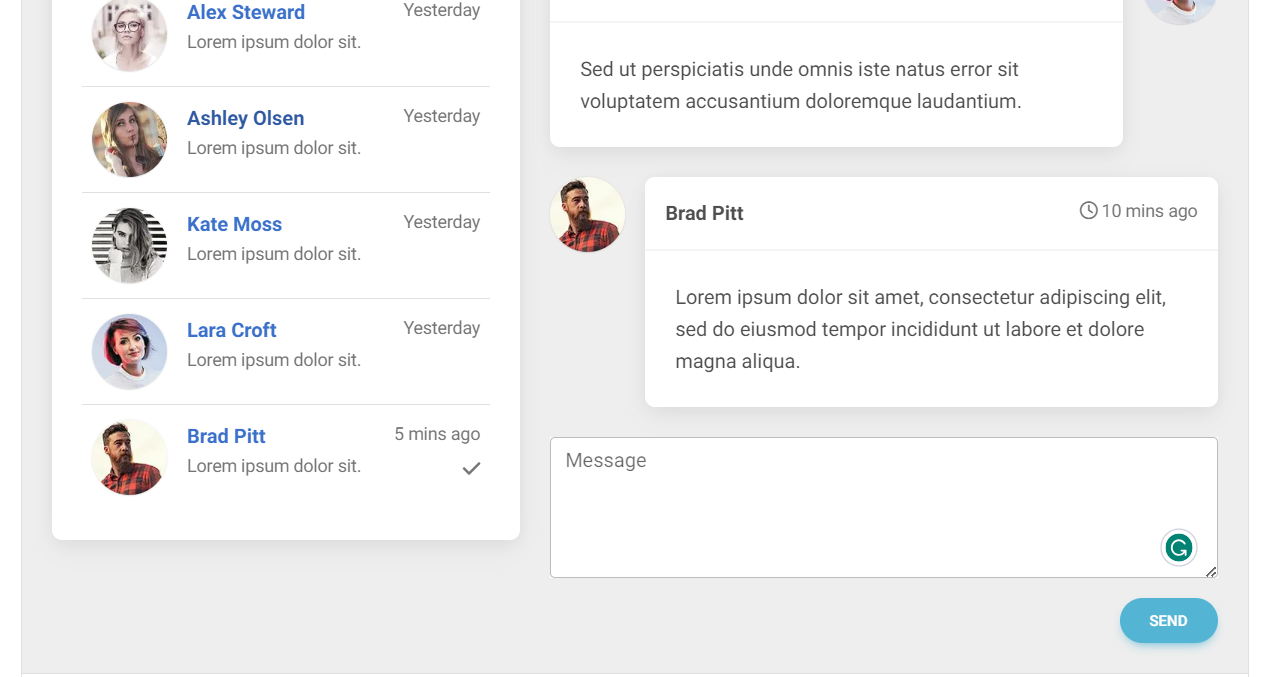 Alex Steward
Yesterday
Lorem ipsum dolor sit.
Ashley Olsen
Yesterday
Lorem ipsum dolor sit.
Kate Moss
Yesterday
Lorem ipsum dolor sit.
Lara Croft
Yesterday
Lorem ipsum dolor sit.
Brad Pitt
5 mins ago
Lorem ipsum dolor sit.
Sed ut perspiciatis unde omnis iste natus error sit
voluptatem accusantium doloremque laudantium.
Brad Pitt
10 mins ago
Lorem ipsum dolor sit amet, consectetur adipiscing elit,
sed do eiusmod tempor incididunt ut labore et dolore
magna aliqua.
Message
G
SEND